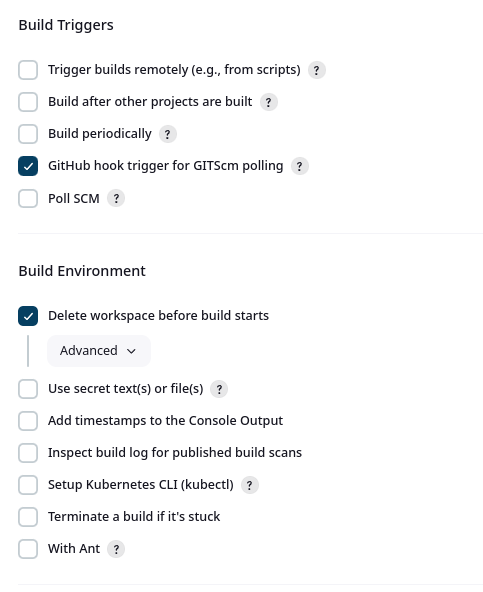 Build Triggers
Trigger builds remotely (e.g., from scripts) ?
Build after other projects are built ?
Build periodically ?
GitHub hook trigger for GITScm polling ?
Poll SCM ?
Build Environment
Delete workspace before build starts
Advanced
Use secret text(s) or file(s) ?
Add timestamps to the Console Output
Inspect build log for published build scans
Setup Kubernetes CLI (kubectl) ?
Terminate a build if it's stuck
With Ant ?